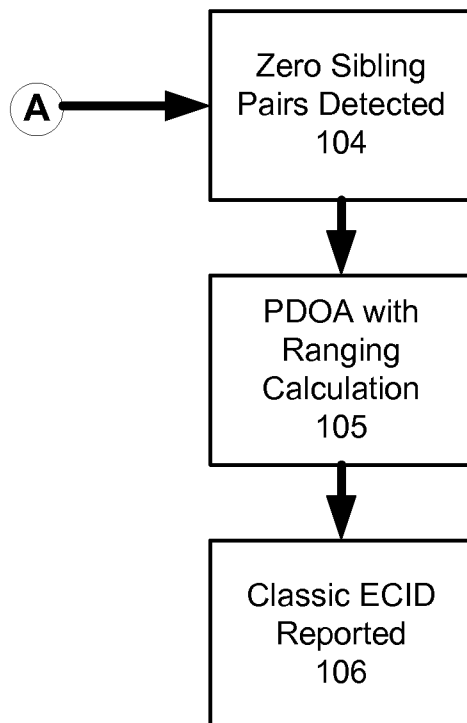 A
Zero Sibling
Pairs Detected
104
PDOA with
Ranging
Calculation
105
Classic ECID
Reported
106